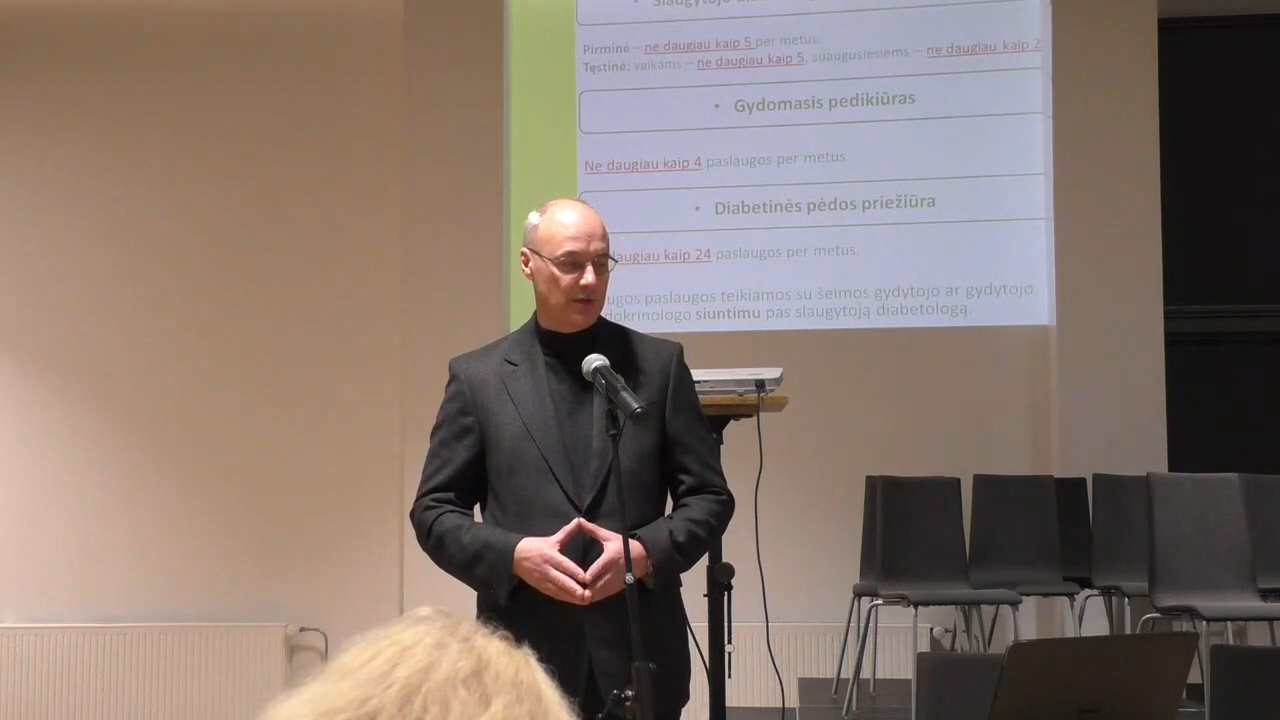 Pirminė – ne daugiau kaip 5 per metus.
Tęstinė: vaikams – ne daugiau kaip 5, suaugusiesiems – ne daugiau kaip 2
• Gydomasis pedikiūras
Ne daugiau kaip 4 paslaugos per metus.
• Diabetinės pėdos priežiūra
daugiau kaip 24 paslaugos per metus.
ugos paslaugos teikiamos su šeimos gydytojo ar gydytojo
dokrinologo siuntimu pas slaugytoją diabetologą.